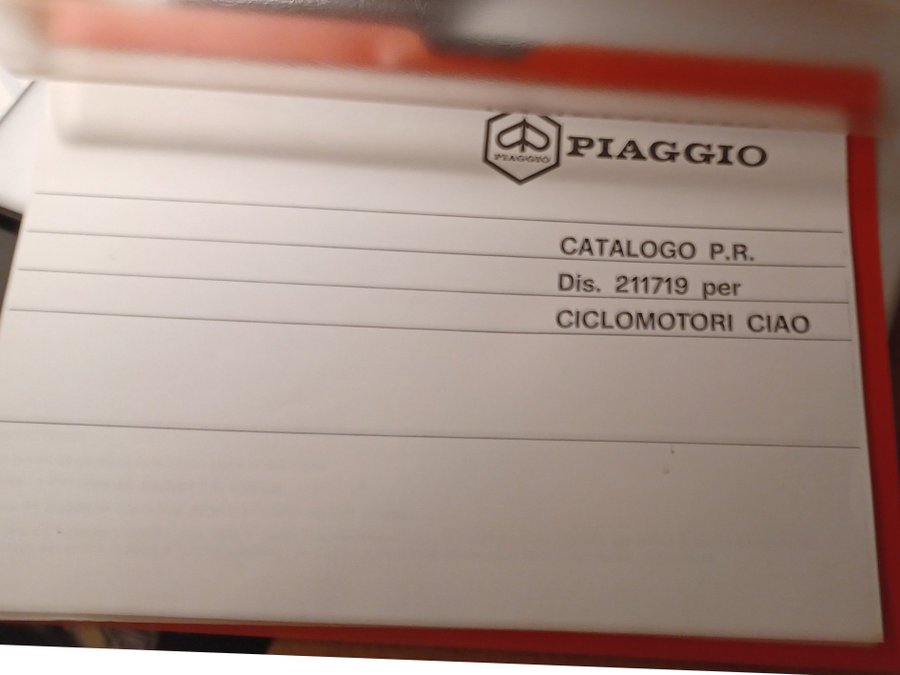 PIAGGIO
PIAGGIO
CATALOGO P.R.
Dis. 211719 per
CICLOMOTORI CIAO